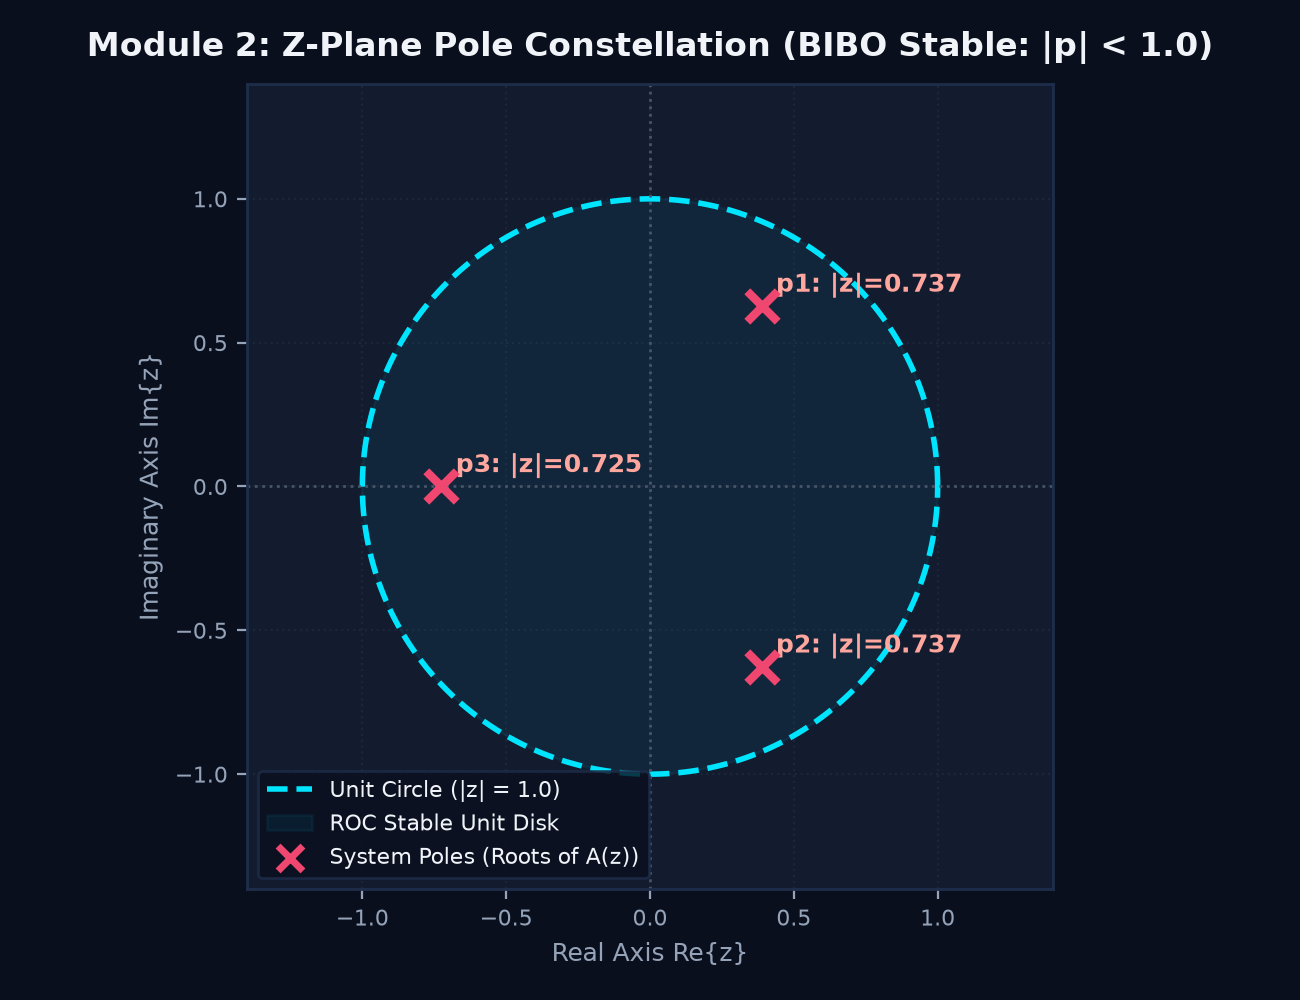 Module 2: Z-Plane Pole Constellation (BIBO Stable: |p| < 1.0)
1.0
0.5
0.0
−0.5
−1.0
Imaginary Axis Im{z}
p1: |z|=0.737
p3: |z|=0.725
p2: |z|=0.737
Unit Circle (|z| = 1.0)
ROC Stable Unit Disk
System Poles (Roots of A(z))
−1.0
−0.5
0.0
0.5
1.0
Real Axis Re{z}